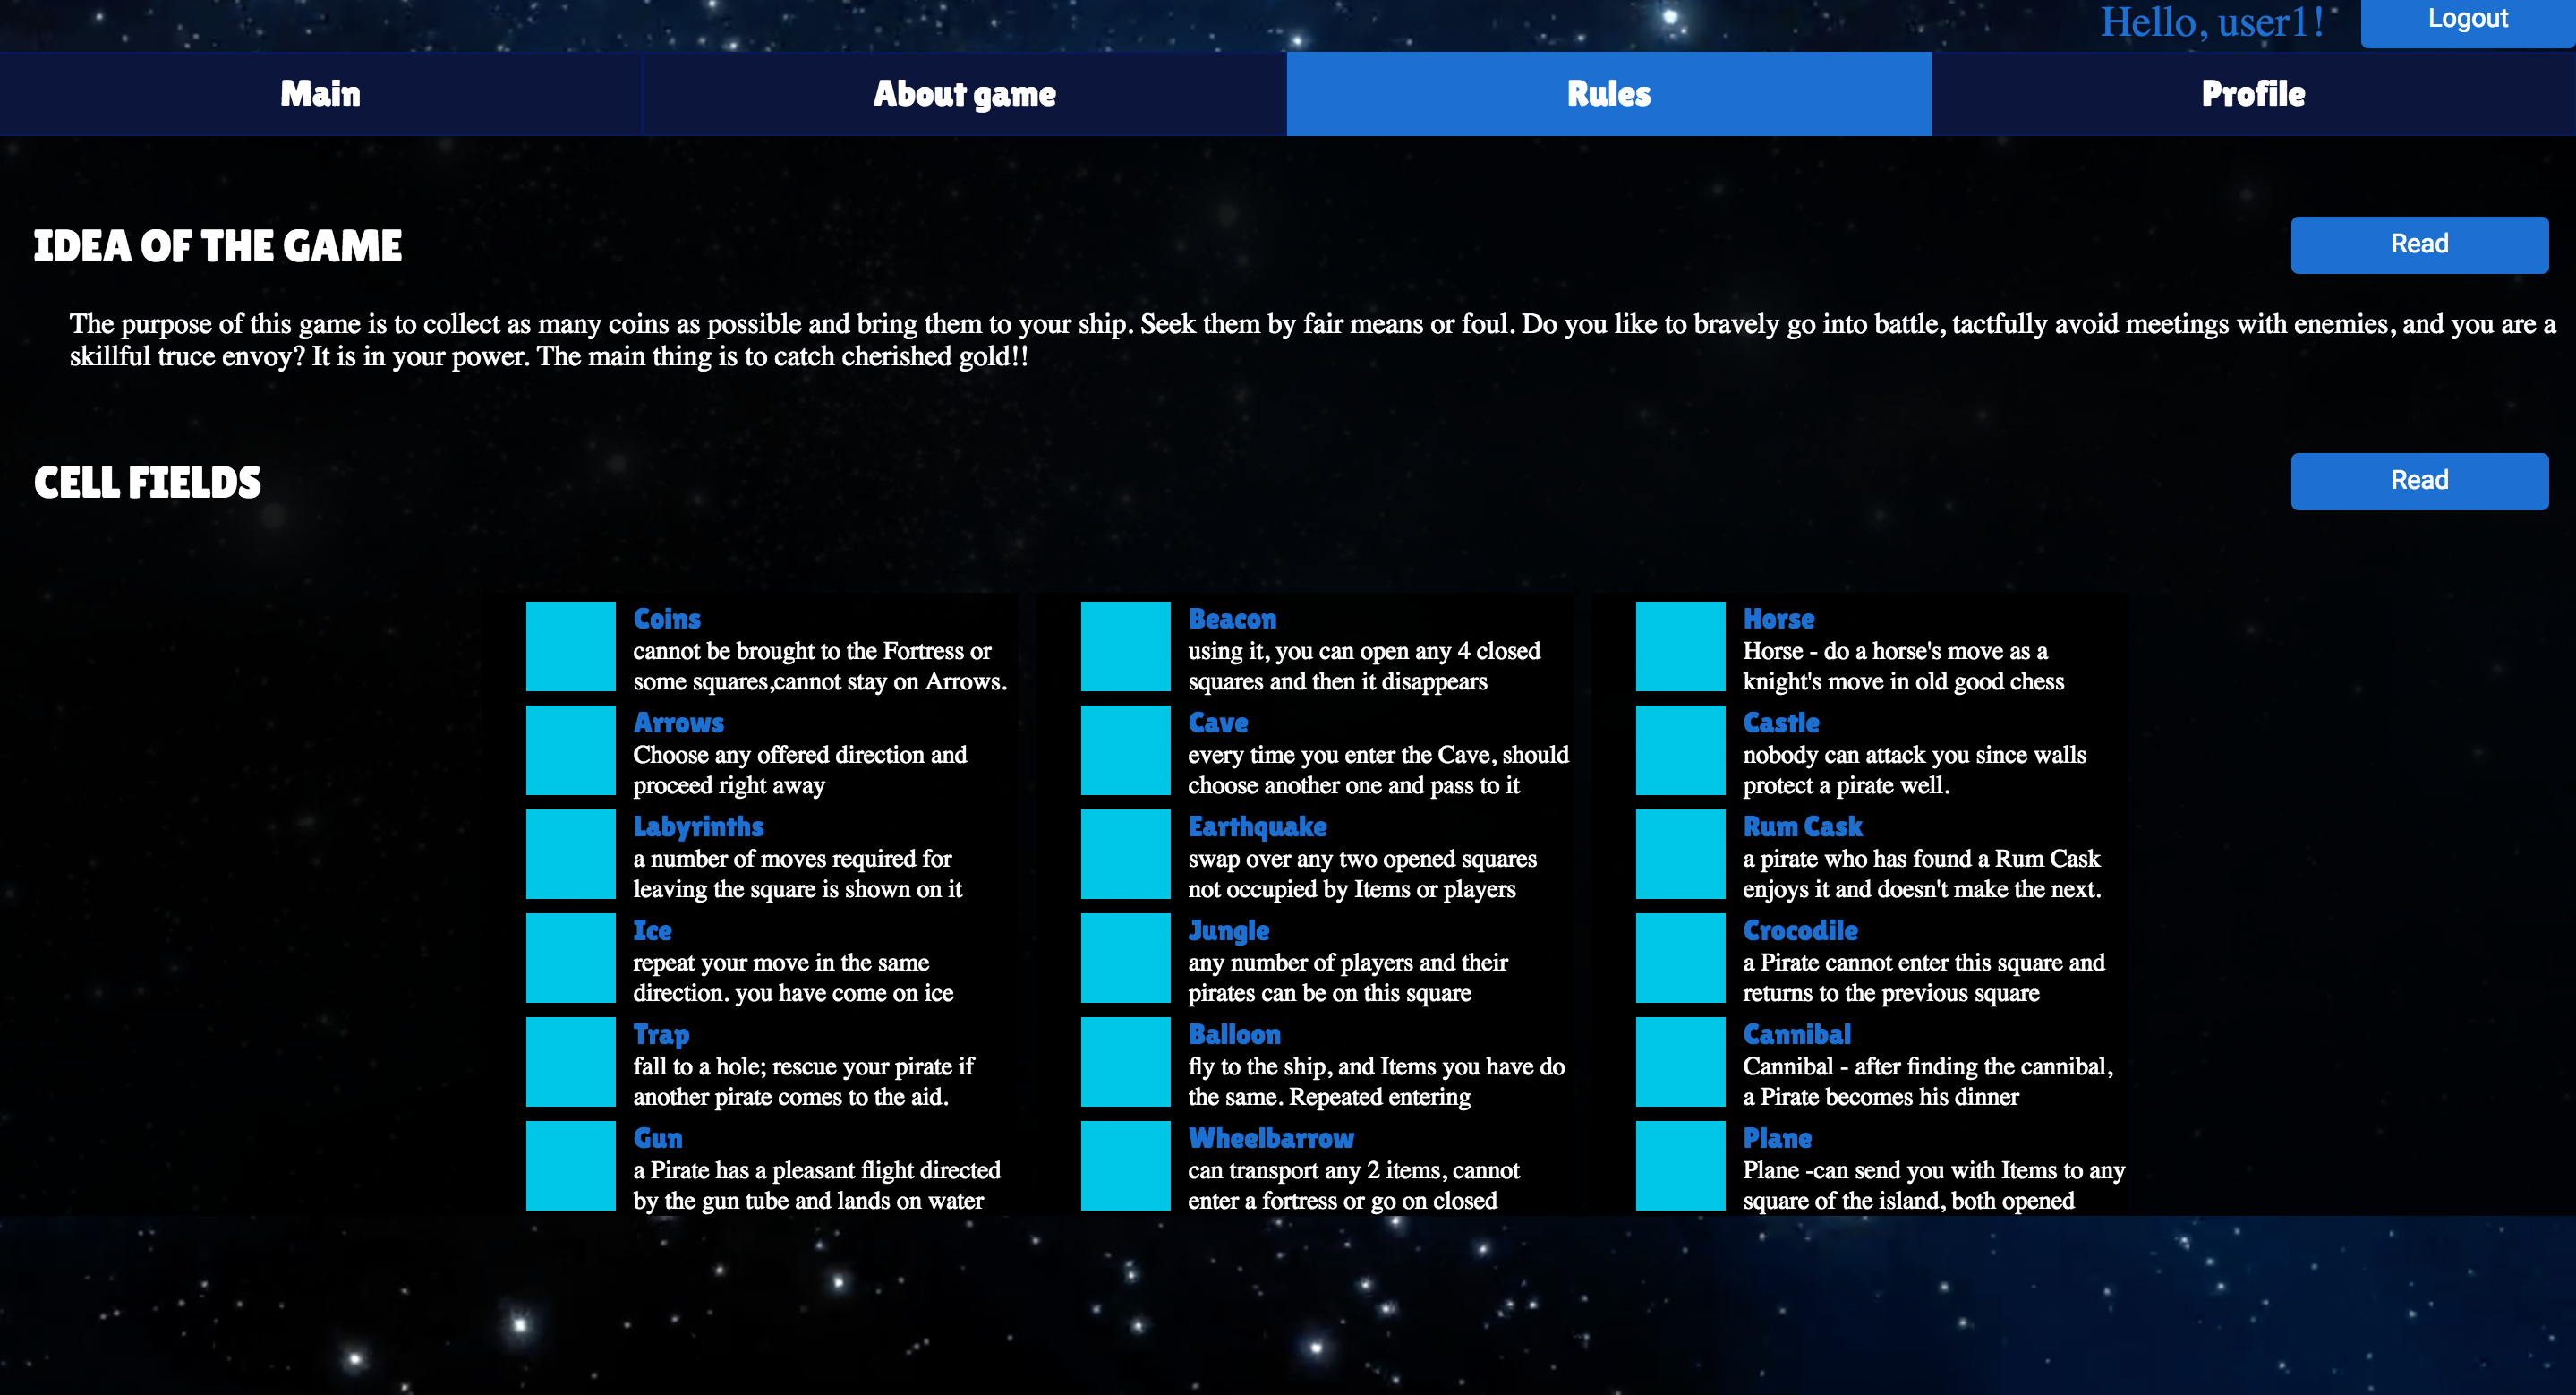 Hello, user1!
Logout
Main
About game
Rules
Profile
IDEA OF THE GAME
Read
The purpose of this game is to collect as many coins as possible and bring them to your ship. Seek them by fair means or foul. Do you like to bravely go into battle, tactfully avoid meetings with enemies, and you are a
skillful truce envoy? It is in your power. The main thing is to catch cherished gold!!
CELL FIELDS
Read
Coins
cannot be brought to the Fortress or
some squares,cannot stay on Arrows.
Arrows
Choose any offered direction and
proceed right away
Labyrinths
a number of moves required for
leaving the square is shown on it
Ice
repeat your move in the same
direction. you have come on ice
Trap
fall to a hole; rescue your pirate if
another pirate comes to the aid.
Gun
a Pirate has a pleasant flight directed
by the gun tube and lands on water
Beacon
using it, you can open any 4 closed
squares and then it disappears
Cave
every time you enter the Cave, should
choose another one and pass to it
Earthquake
swap over any two opened squares
not occupied by Items or players
Jungle
any number of players and their
pirates can be on this square
Balloon
fly to the ship, and Items you have do
the same. Repeated entering
Wheelbarrow
can transport any 2 items, cannot
enter a fortress or go on closed
Horse
Horse - do a horse's move as a
knight's move in old good chess
Castle
nobody can attack you since walls
protect a pirate well.
Rum Cask
a pirate who has found a Rum Cask
enjoys it and doesn't make the next.
Crocodile
a Pirate cannot enter this square and
returns to the previous square
Cannibal
Cannibal - after finding the cannibal,
a Pirate becomes his dinner
Plane
Plane -can send you with Items to any
square of the island, both opened